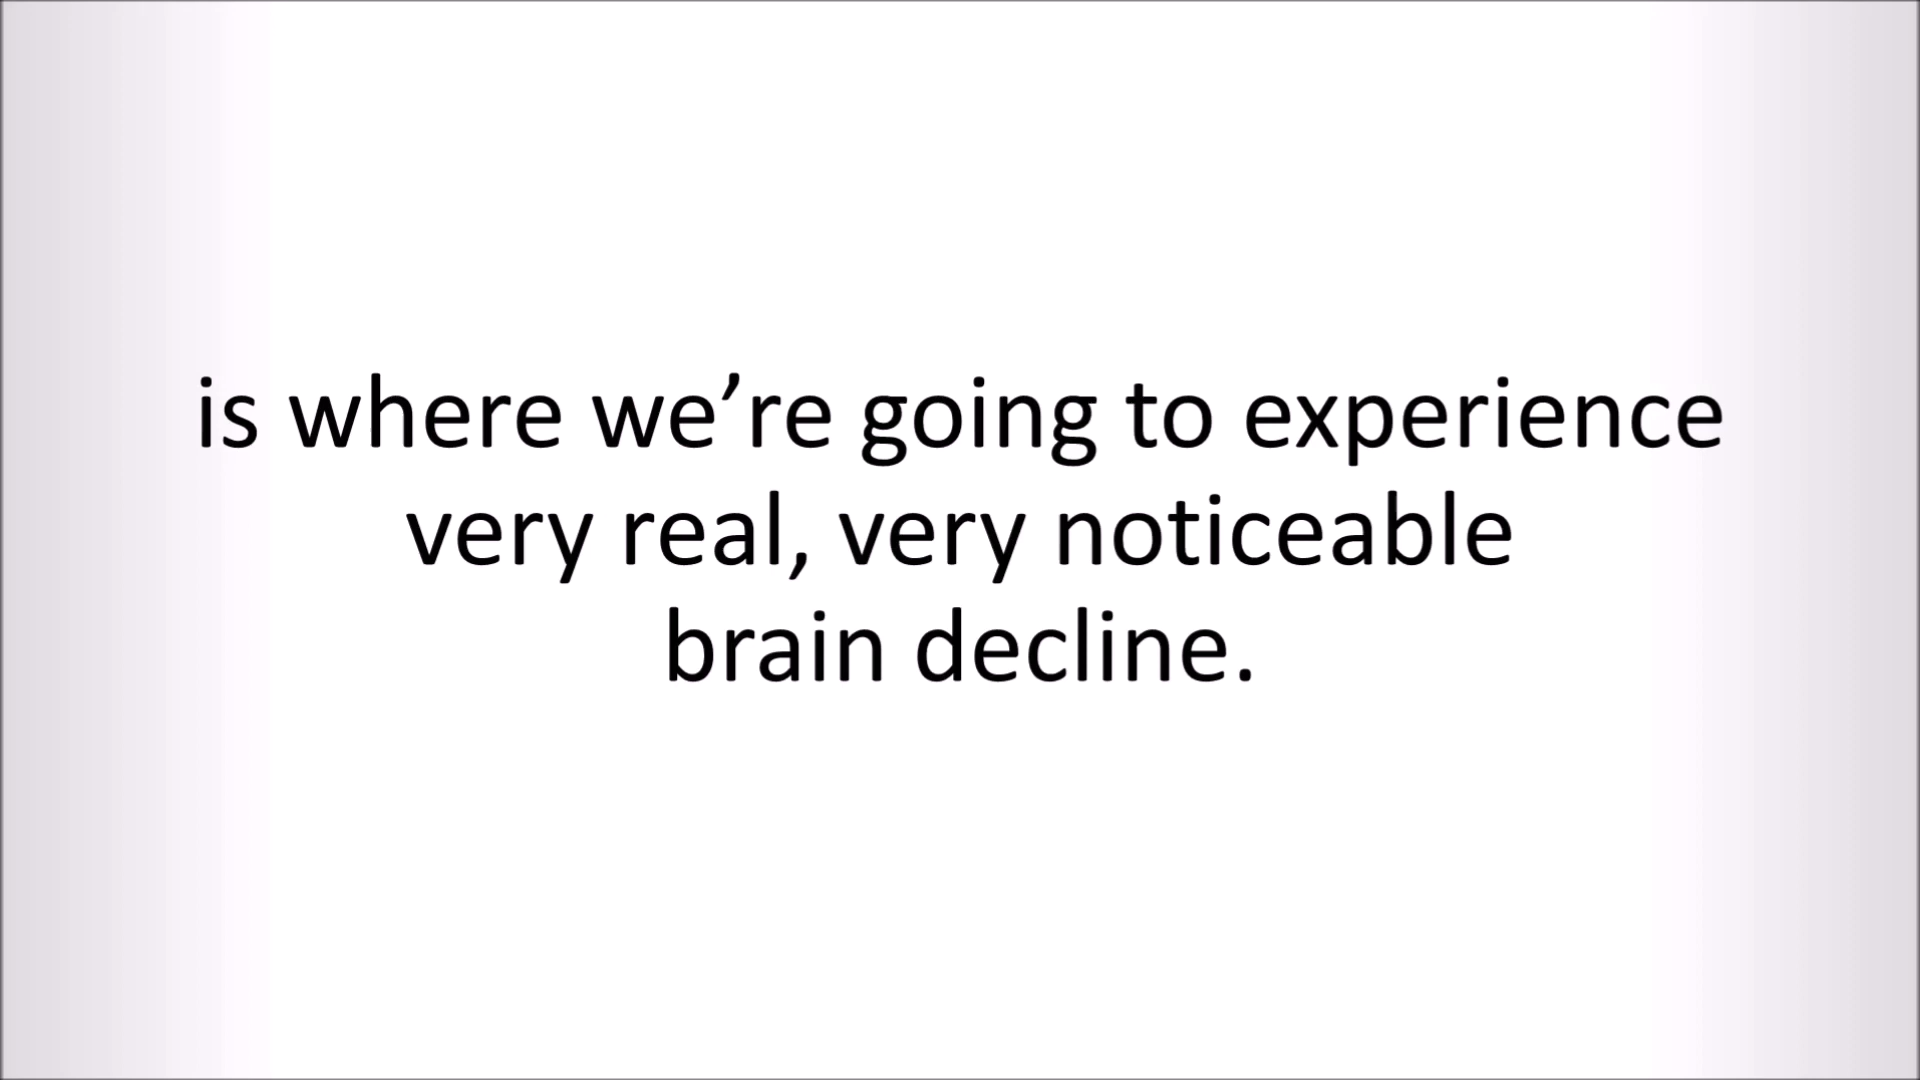 is where we’re going to experience
very real, very noticeable
brain decline.